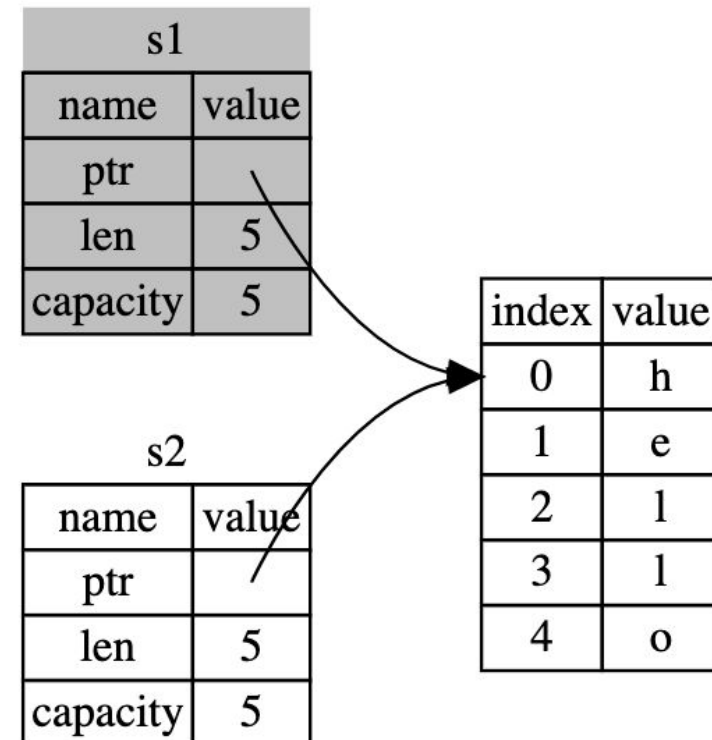 s1
name value
ptr
len 5
capacity 5
s2
name value
ptr
len 5
capacity 5
index value
0 h
1 e
2 l
3 l
4 o